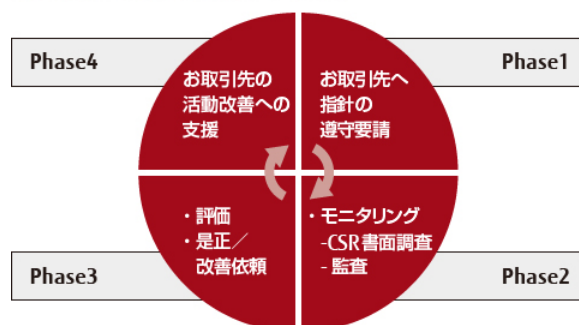 Phase4
お取引先の
活動改善への
支援
お取引先へ
指針の
遵守要請
Phase1
・評価
・是正／
改善依頼
・モニタリング
-CSR書面調査
-監査
Phase3
Phase2